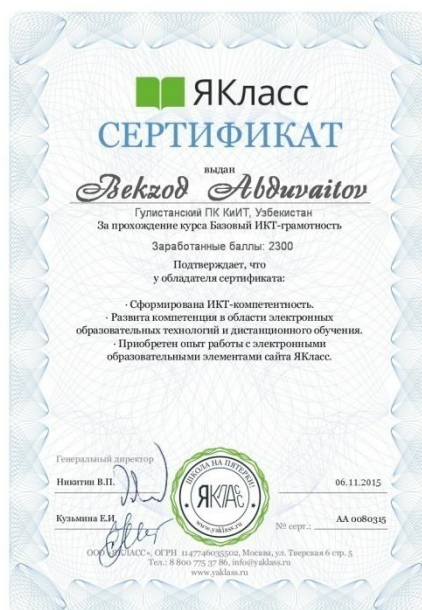 ЯКласс
СЕРТИФИКАТ
выдан
Bekzod Abduvaitov
Гулистанский ПК КиИТ, Узбекистан
За прохождение курса Базовый ИКТ-грамотность
Заработанные баллы: 2300
Подтверждает, что
у обладателя сертификата:
· Сформирована ИКТ-компетентность.
· Развита компетенция в области электронных
образовательных технологий и дистанционного обучения.
· Приобретен опыт работы с электронными
образовательными элементами сайта ЯКласс.
Генеральный директор
Никитин В.П.
06.11.2015
ШКОЛА НА ПЯТЕРКИ!
ЯКЛАСС
www.yaklass.ru
Кузьмина Е.И.
№ серт.: АА 0080315
ООО «ЯКЛАСС», ОГРН 1147746035502, Москва, ул. Тверская 6 стр. 5
Тел.: 8 800 775 37 86, info@yaklass.ru
www.yaklass.ru